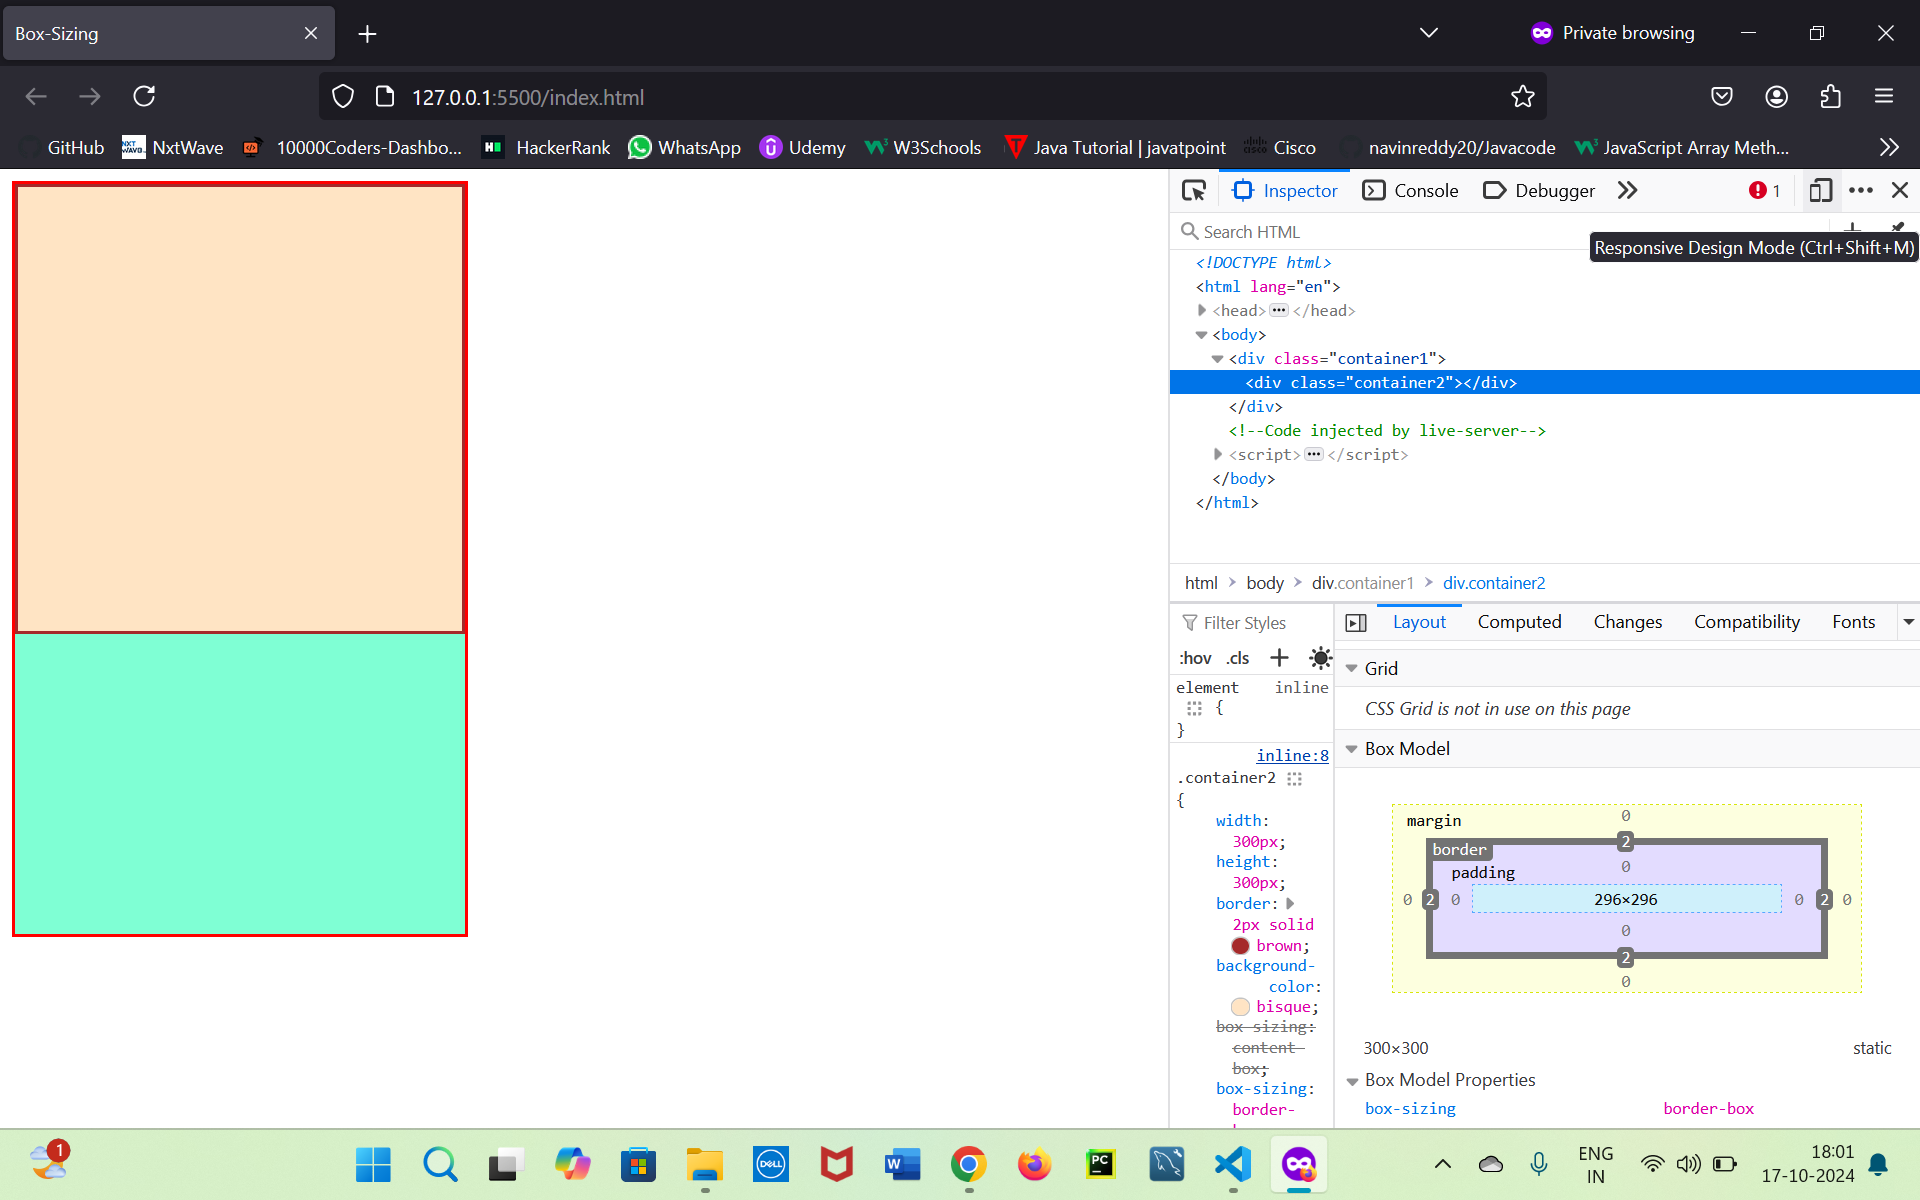 Box-Sizing
Private browsing
127.0.0.1:5500/index.html
GitHub NxtWave 10000Coders-Dashbo... HackerRank WhatsApp Udemy W3Schools Java Tutorial | javatpoint Cisco navinreddy20/Javacode JavaScript Array Meth...
Inspector Console Debugger 1
Search HTML
Responsive Design Mode (Ctrl+Shift+M)
<!DOCTYPE html>
<html lang="en">
<head> ••• </head>
<body>
<div class="container1">
<div class="container2"></div>
</div>
<!--Code injected by live-server-->
<script> ••• </script>
</body>
</html>
html > body > div.container1 > div.container2
Filter Styles
:hov .cls
element inline
{
}
inline:8
.container2
{
width:
300px;
height:
300px;
border:
2px solid
brown;
background-
color:
bisque;
box-sizing:
content-
box;
box-sizing:
border-
Layout Computed Changes Compatibility Fonts
Grid
CSS Grid is not in use on this page
Box Model
margin 0
border 2
padding 0
0 2 0 296×296 0 2 0
0
2
0
300×300 static
Box Model Properties
box-sizing border-box
1
DELL
W
PC
ENG
IN
18:01
17-10-2024